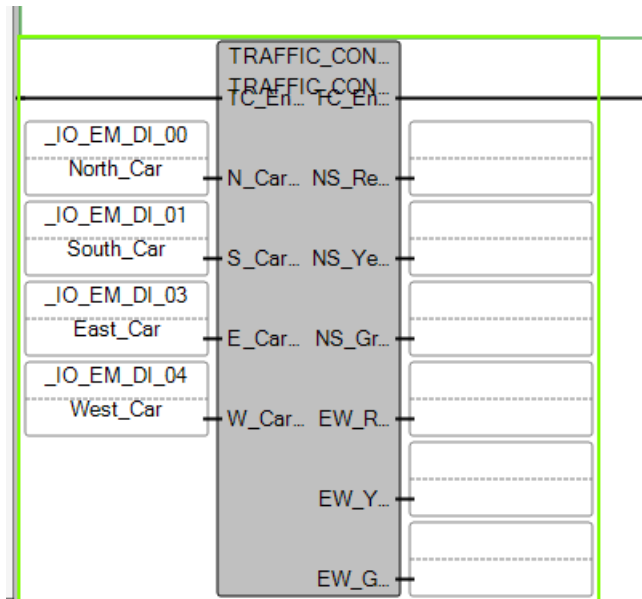 TRAFFIC_CON...
TRAFFIC_CON...
TC_En... TC_En...
_IO_EM_DI_00
North_Car
N_Car... NS_Re...
_IO_EM_DI_01
South_Car
S_Car... NS_Ye...
_IO_EM_DI_03
East_Car
E_Car... NS_Gr...
_IO_EM_DI_04
West_Car
W_Car... EW_R...
EW_Y...
EW_G...